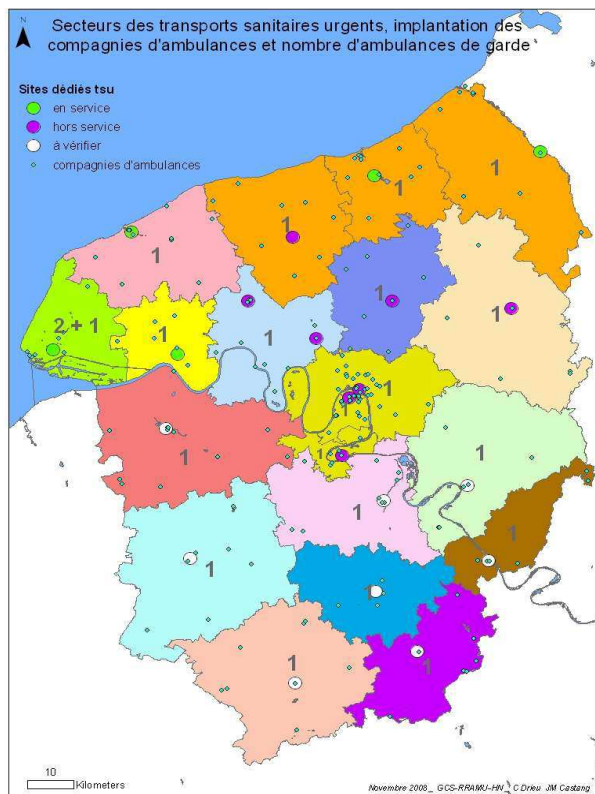 Secteurs des transports sanitaires urgents, implantation des
compagnies d'ambulances et nombre d'ambulances de garde
N
Sites dédiés tsu
en service
hors service
à vérifier
compagnies d'ambulances
1
1
1
1
1
2 + 1
1
1
1
1
1
1
1
1
1
1
1
1
1
1
10
Kilometers
Novembre 2008_ GCS-RRAMU-HN_ C Drieu JM Castang